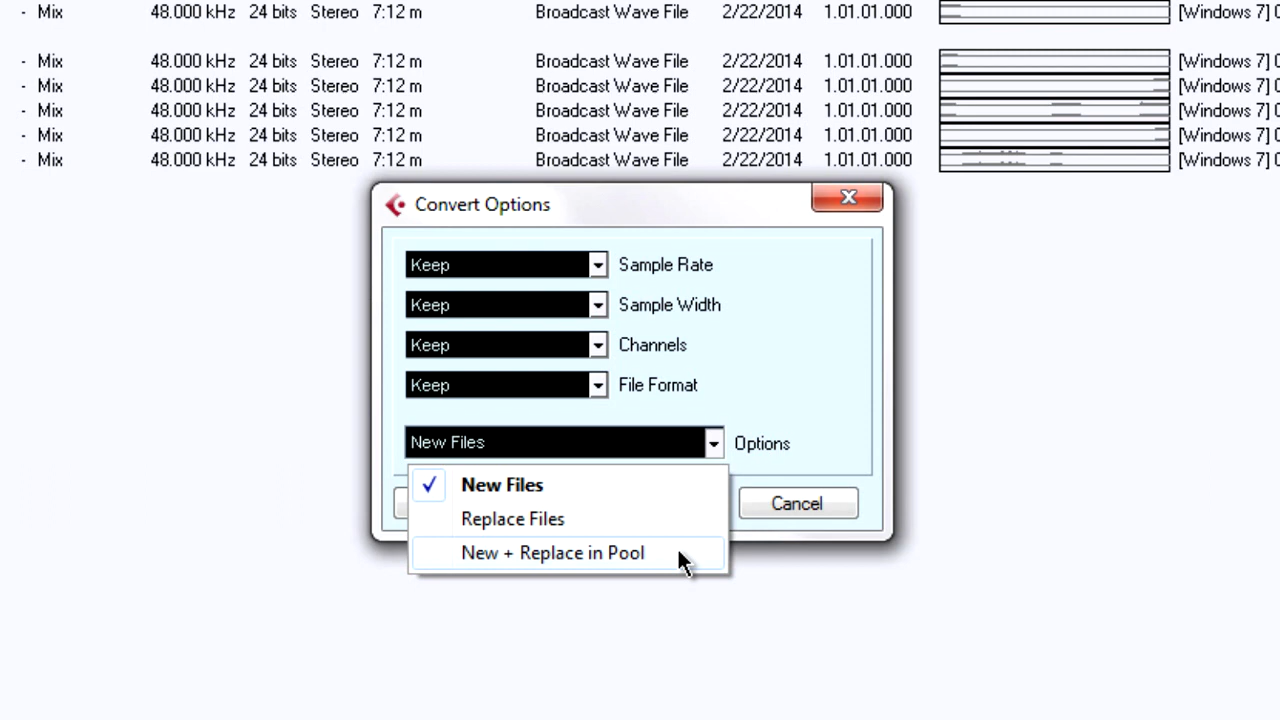 - Mix 48.000 kHz 24 bits Stereo 7:12 m Broadcast Wave File 2/22/2014 1.01.01.000 [Windows 7]
- Mix 48.000 kHz 24 bits Stereo 7:12 m Broadcast Wave File 2/22/2014 1.01.01.000 [Windows 7]
- Mix 48.000 kHz 24 bits Stereo 7:12 m Broadcast Wave File 2/22/2014 1.01.01.000 [Windows 7]
- Mix 48.000 kHz 24 bits Stereo 7:12 m Broadcast Wave File 2/22/2014 1.01.01.000 [Windows 7]
- Mix 48.000 kHz 24 bits Stereo 7:12 m Broadcast Wave File 2/22/2014 1.01.01.000 [Windows 7]
- Mix 48.000 kHz 24 bits Stereo 7:12 m Broadcast Wave File 2/22/2014 1.01.01.000 [Windows 7]
Convert Options
Keep Sample Rate
Keep Sample Width
Keep Channels
Keep File Format
New Files Options
New Files
Replace Files
New + Replace in Pool
Cancel